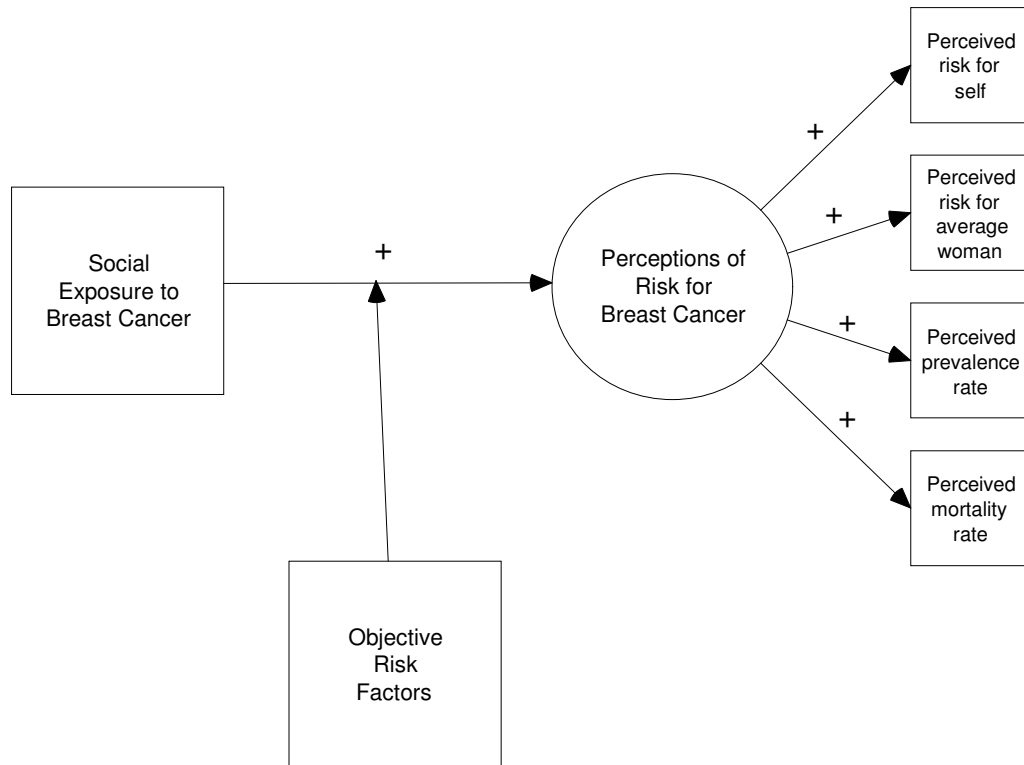 Social
Exposure to
Breast Cancer
+
Objective
Risk
Factors
Perceptions of
Risk for
Breast Cancer
+
+
+
+
Perceived
risk for
self
Perceived
risk for
average
woman
Perceived
prevalence
rate
Perceived
mortality
rate